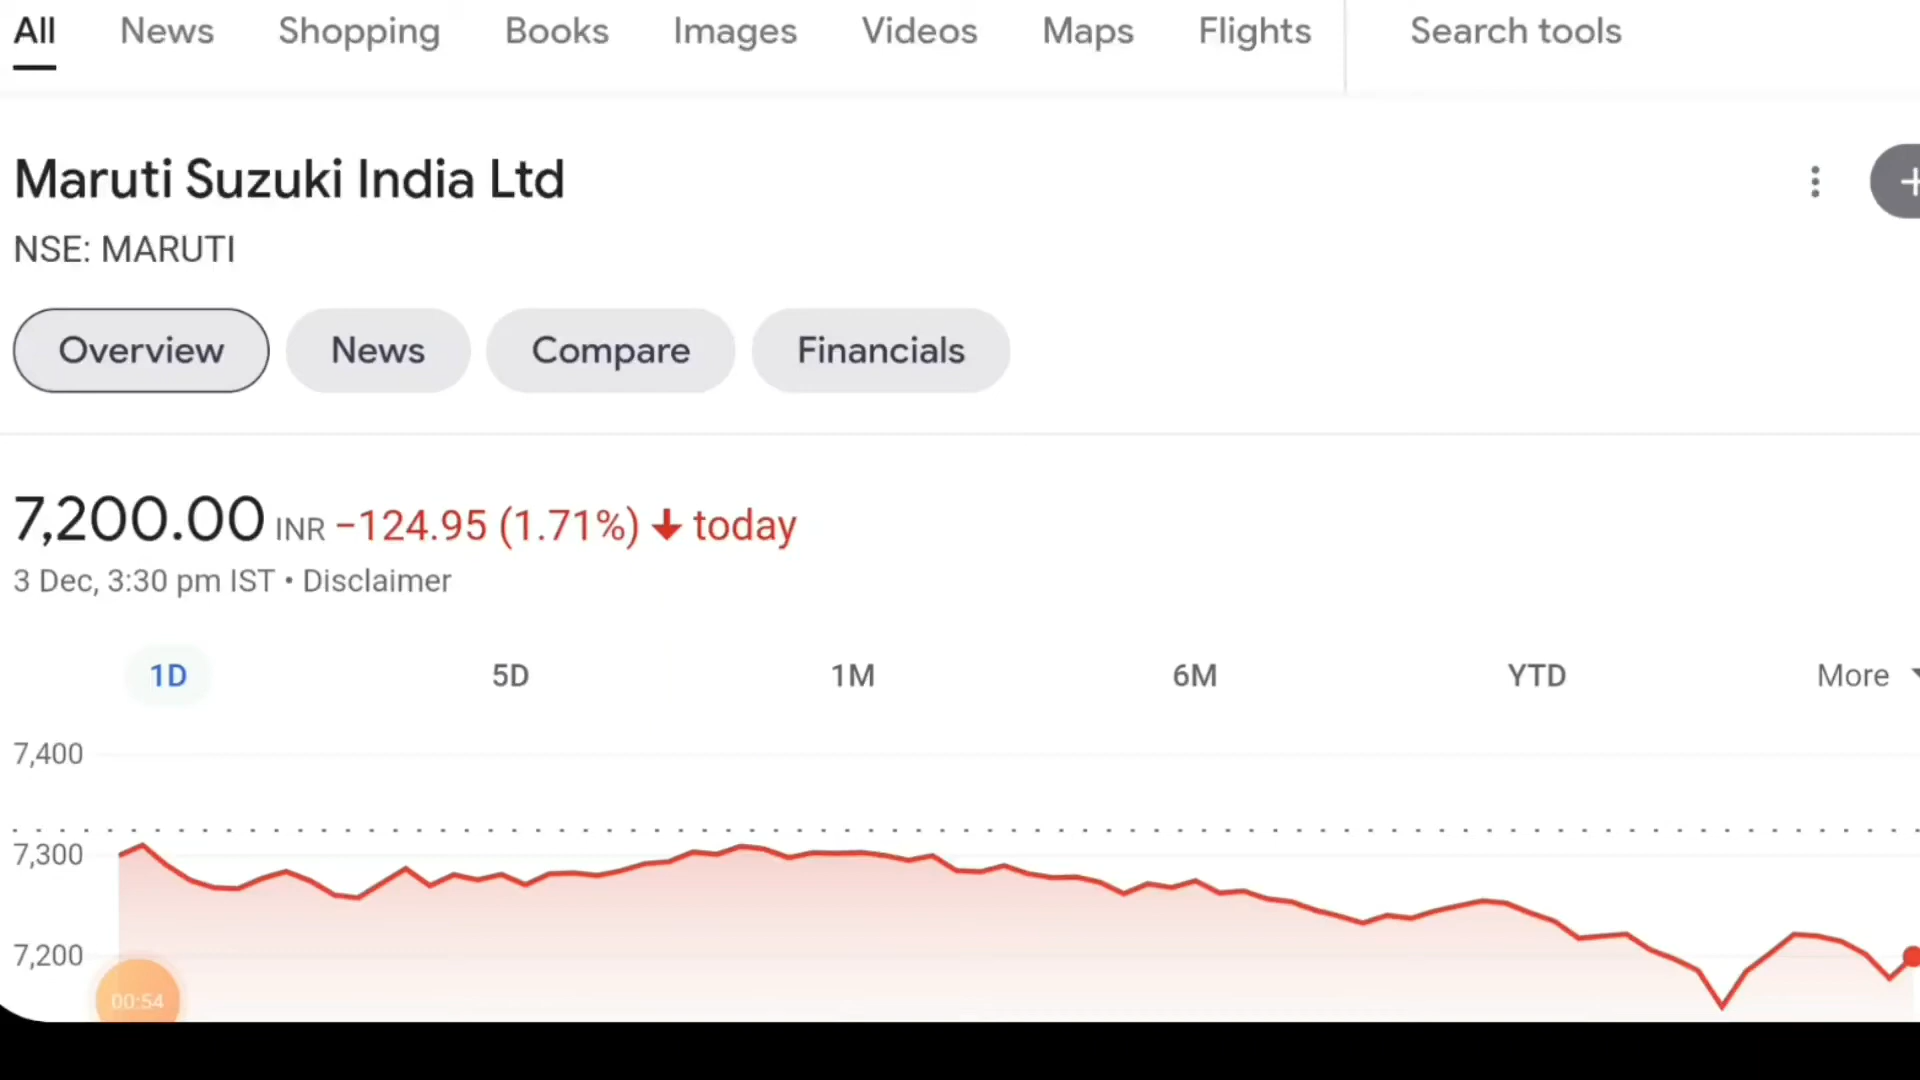 All News Shopping Books Images Videos Maps Flights Search tools
Maruti Suzuki India Ltd
NSE: MARUTI
Overview News Compare Financials
7,200.00 INR −124.95 (1.71%) ↓ today
3 Dec, 3:30 pm IST • Disclaimer
1D 5D 1M 6M YTD More
7,400
7,300
7,200
00:54